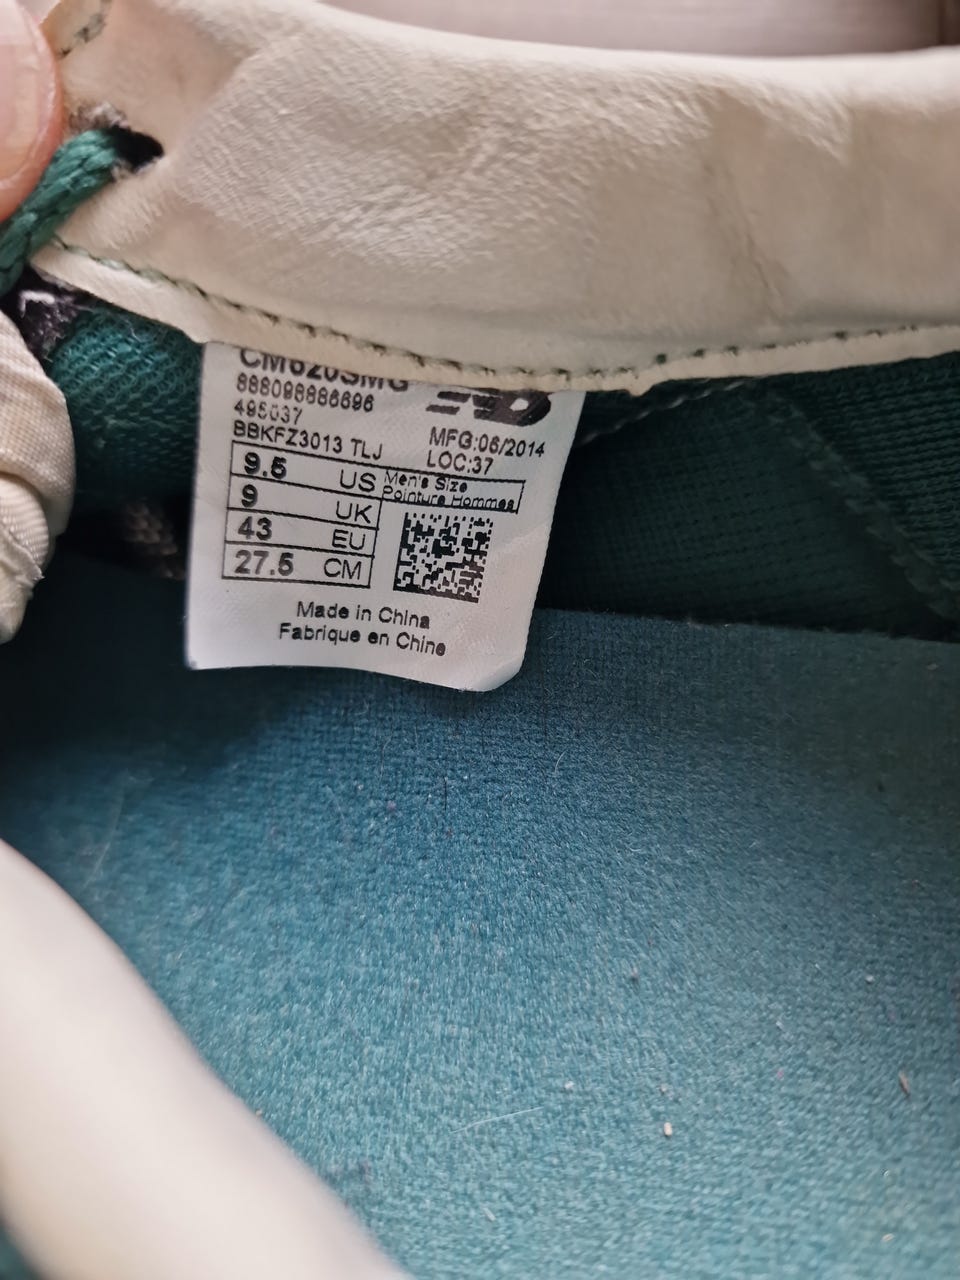 CM620SMG
888098886696
495037
BBKFZ3013 TLJ
NB
MFG:06/2014
LOC:37
9.5 US Men's Size
Pointure Hommes
9 UK
43 EU
27.5 CM
Made in China
Fabrique en Chine